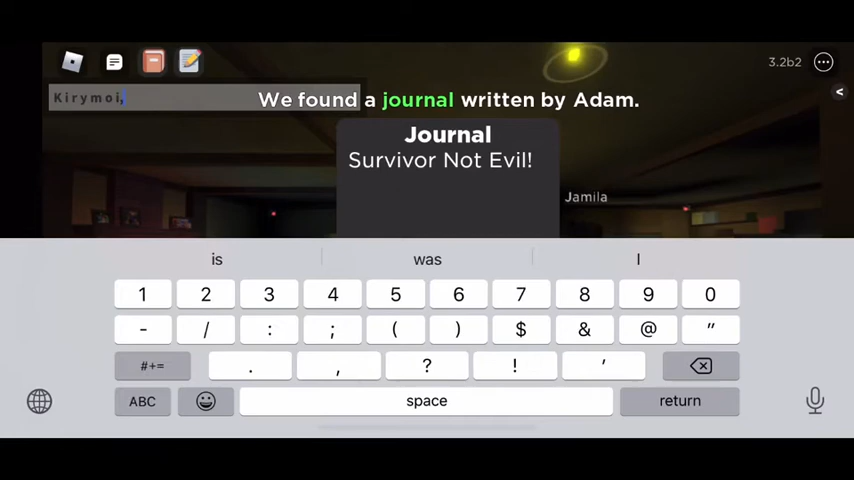 3.2b2
Kirymoi,
We found a journal written by Adam.
<
Journal
Survivor Not Evil!
Jamila
is was I
1 2 3 4 5 6 7 8 9 0
- / : ; ( ) $ & @ "
#+= . , ? ! '
ABC space return